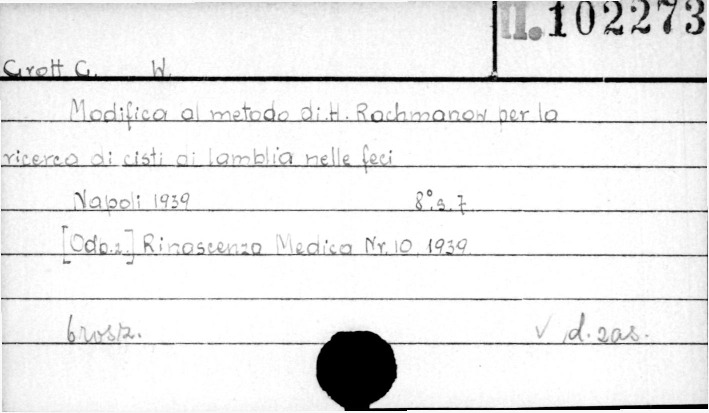 II.102273
Grott G. W.
Modifica al metodo di H. Rachmanow per la
ricerca di cisti di lamblia nelle feci
Napoli 1939 8°.s.7
[Odb.z.] Rinascenza Medica Nr.10, 1939
brosz. v d.zas.